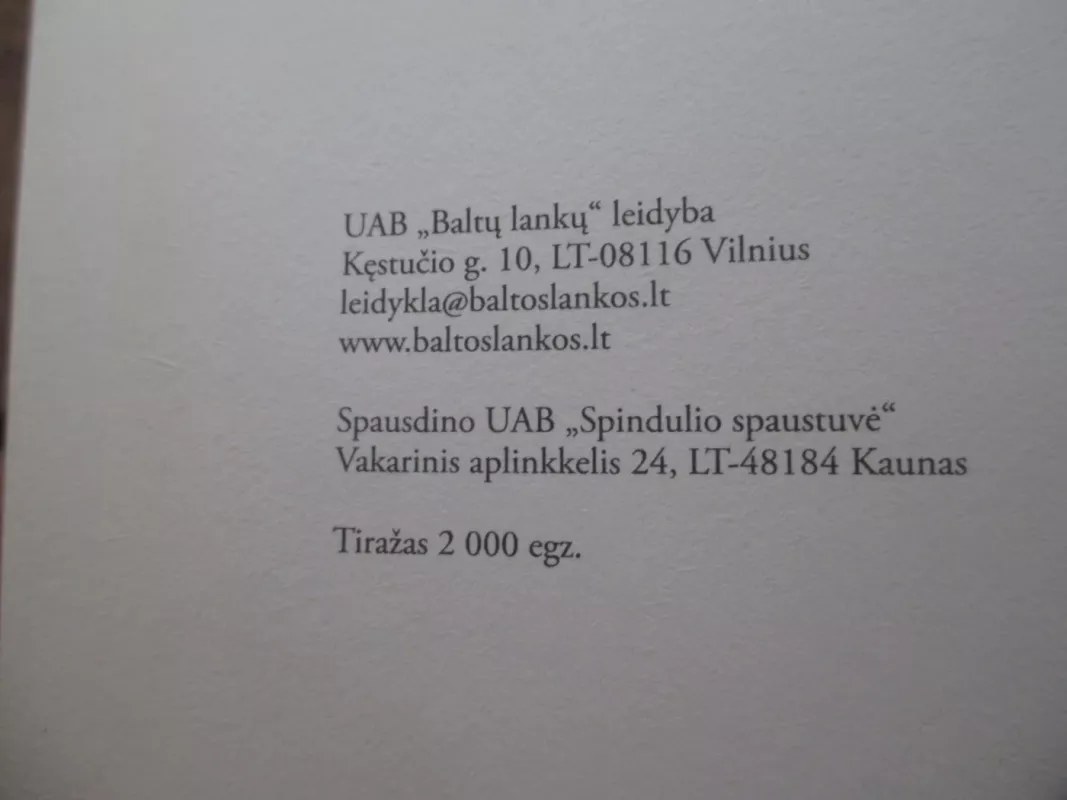 UAB „Baltų lankų“ leidyba
Kęstučio g. 10, LT-08116 Vilnius
leidykla@baltoslankos.lt
www.baltoslankos.lt
Spausdino UAB „Spindulio spaustuvė“
Vakarinis aplinkkelis 24, LT-48184 Kaunas
Tiražas 2 000 egz.